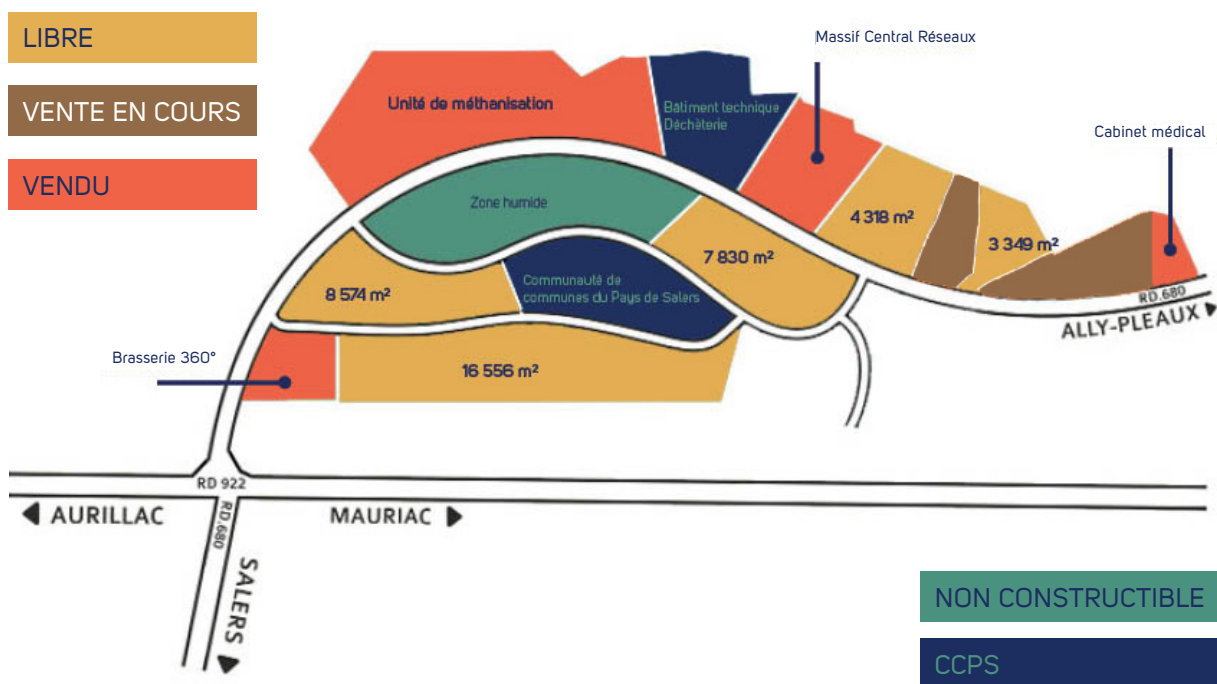 LIBRE
VENTE EN COURS
VENDU
Massif Central Réseaux
Unité de méthanisation
Bâtiment technique
Déchèterie
Cabinet médical
Zone humide
4 318 m²
3 349 m²
7 830 m²
8 574 m²
Communauté de
communes du Pays de Salers
RD.680
ALLY-PLEAUX
Brasserie 360°
16 556 m²
RD 922
AURILLAC
MAURIAC
RD.680
SALERS
NON CONSTRUCTIBLE
CCPS